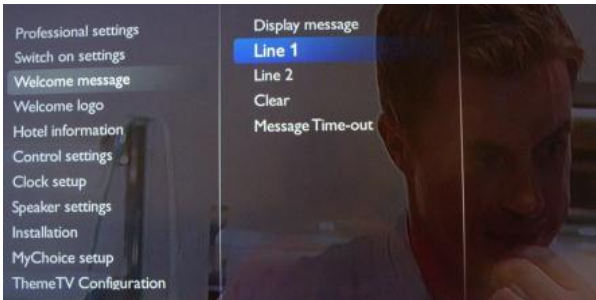 Professional settings
Switch on settings
Welcome message
Welcome logo
Hotel information
Control settings
Clock setup
Speaker settings
Installation
MyChoice setup
ThemeTV Configuration
Display message
Line 1
Line 2
Clear
Message Time-out